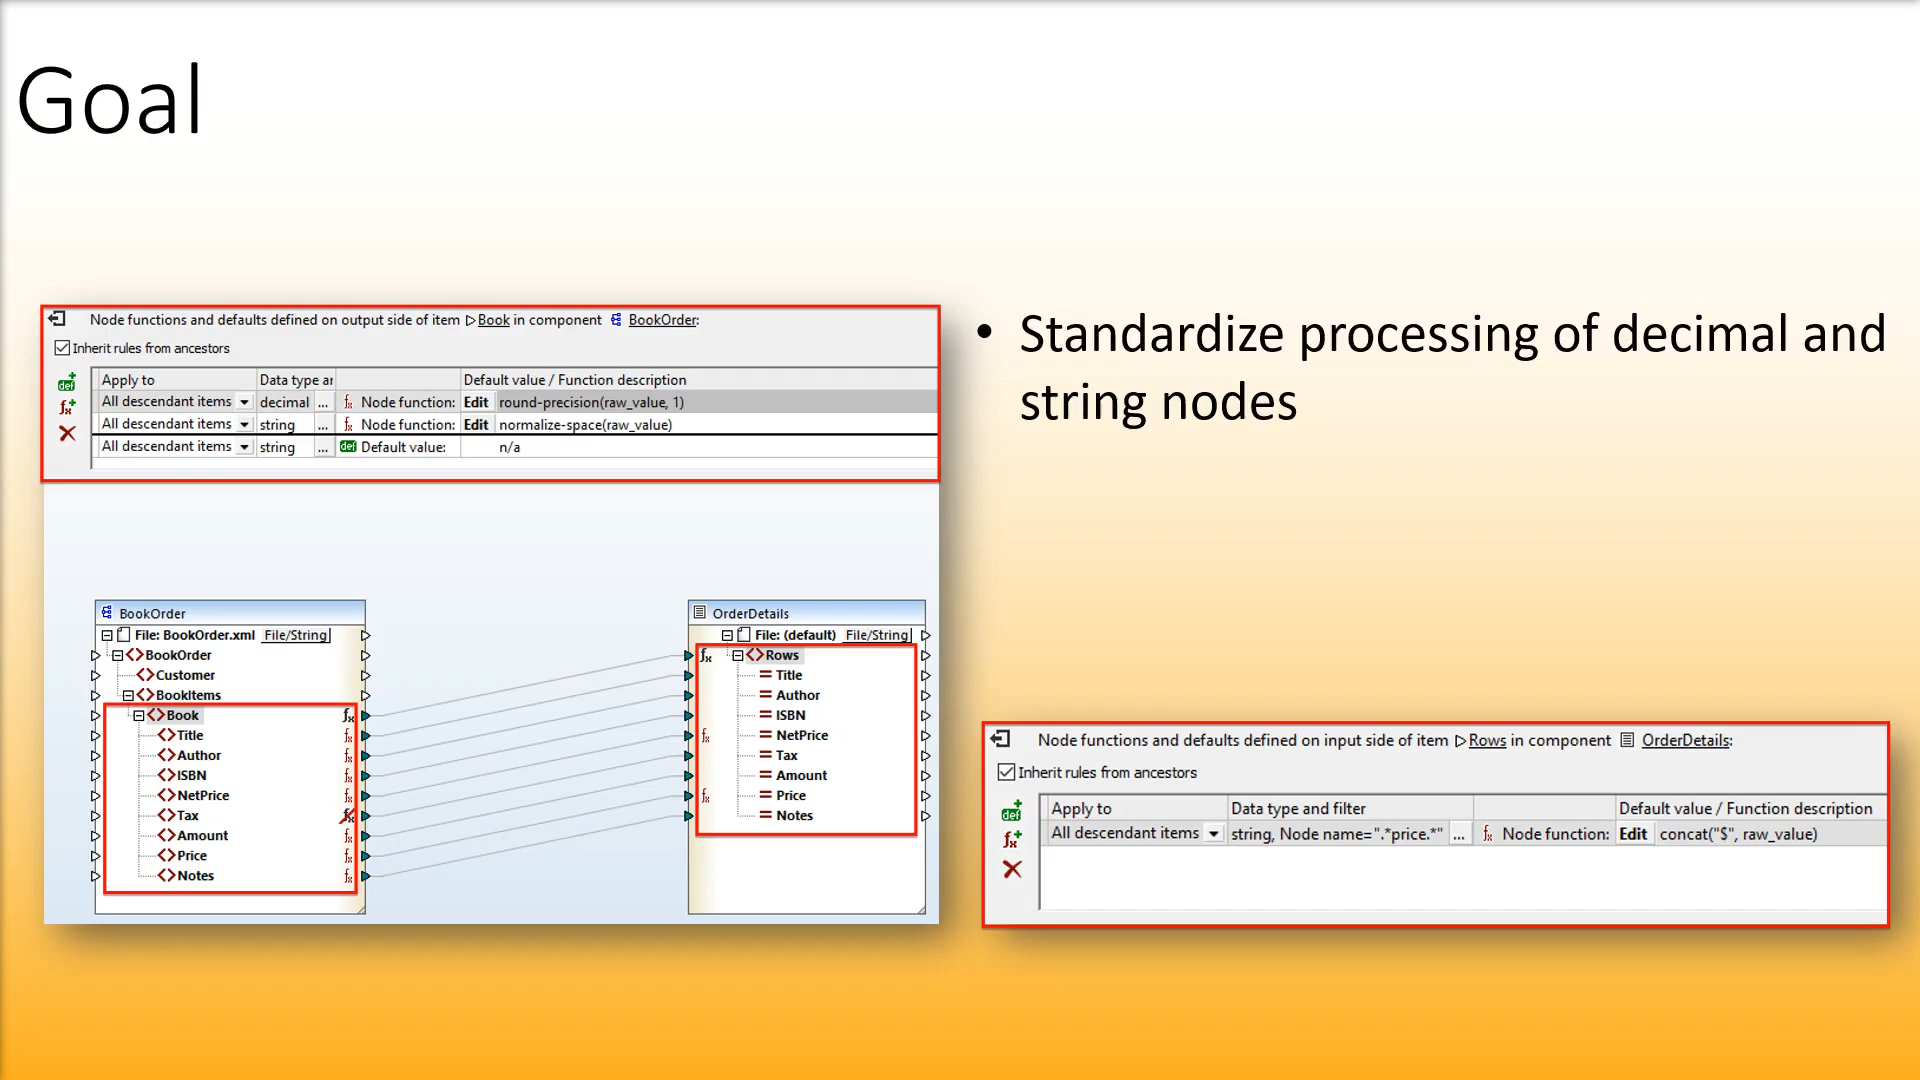 Goal
Node functions and defaults defined on output side of item Book in component BookOrder:
Inherit rules from ancestors
Apply to Data type ar Default value / Function description
All descendant items decimal ... Node function: Edit round-precision(raw_value, 1)
All descendant items string ... Node function: Edit normalize-space(raw_value)
All descendant items string ... def Default value: n/a
BookOrder
File: BookOrder.xml File/String
BookOrder
Customer
BookItems
Book
Title
Author
ISBN
NetPrice
Tax
Amount
Price
Notes
OrderDetails
File: (default) File/String
Rows
Title
Author
ISBN
NetPrice
Tax
Amount
Price
Notes
• Standardize processing of decimal and
string nodes
Node functions and defaults defined on input side of item Rows in component OrderDetails:
Inherit rules from ancestors
Apply to Data type and filter Default value / Function description
All descendant items string, Node name=".*price.*" ... Node function: Edit concat("$", raw_value)